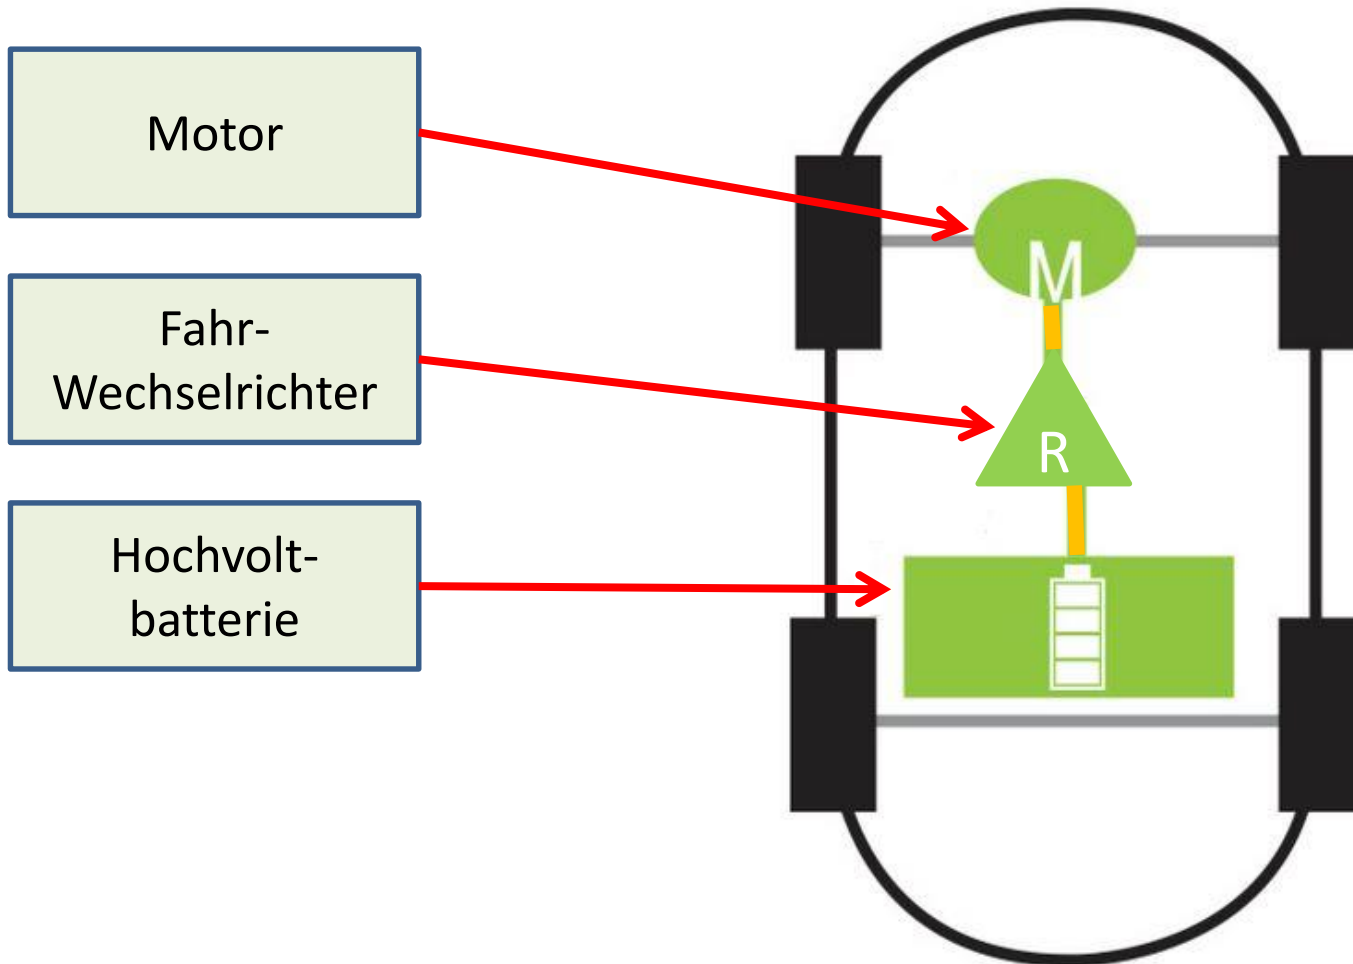 Motor
Fahr-
Wechselrichter
Hochvolt-
batterie
M
R